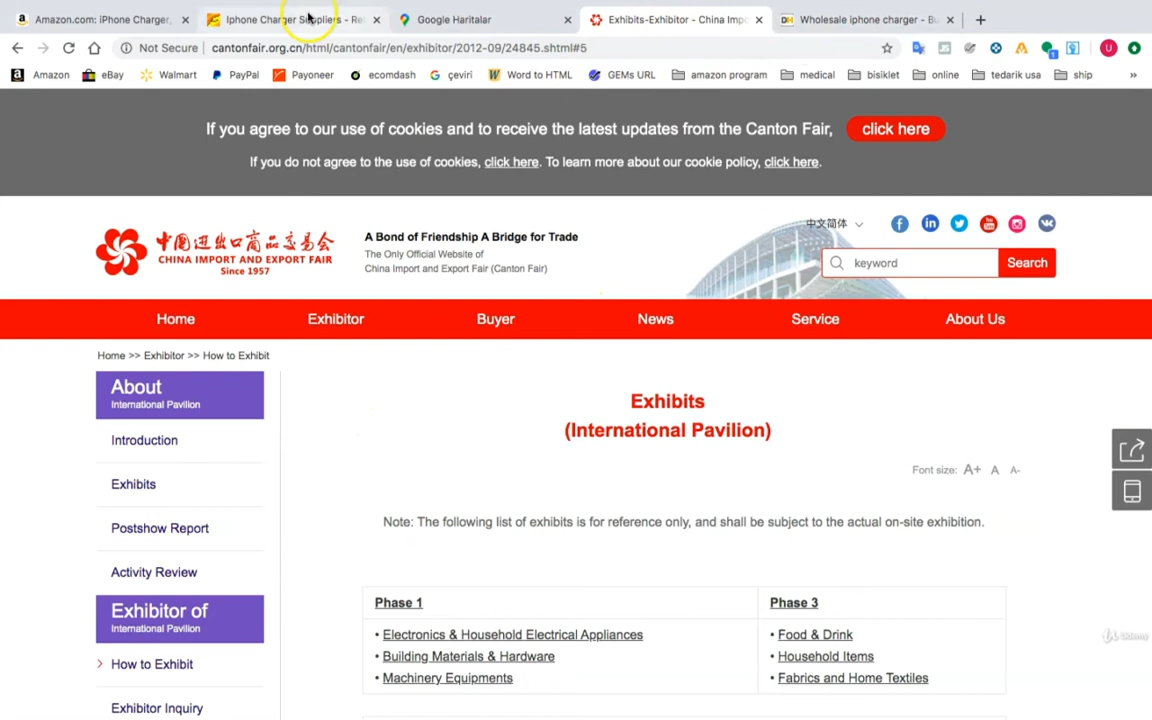 Amazon.com: iPhone Charger,
Iphone Charger Suppliers - Re
Google Haritalar
Exhibits-Exhibitor - China Impo
DH
Wholesale iphone charger - Bu
Not Secure
cantonfair.org.cn/html/cantonfair/en/exhibitor/2012-09/24845.shtml#5
Amazon
eBay
Walmart
PayPal
Payoneer
ecomdash
çeviri
Word to HTML
GEMs URL
amazon program
medical
bisiklet
online
tedarik usa
ship
If you agree to our use of cookies and to receive the latest updates from the Canton Fair, click here
If you do not agree to the use of cookies, click here. To learn more about our cookie policy, click here.
中文简体
中国进出口商品交易会
CHINA IMPORT AND EXPORT FAIR
Since 1957
A Bond of Friendship A Bridge for Trade
The Only Official Website of
China Import and Export Fair (Canton Fair)
keyword
Search
Home
Exhibitor
Buyer
News
Service
About Us
Home >> Exhibitor >> How to Exhibit
About
International Pavilion
Introduction
Exhibits
Postshow Report
Activity Review
Exhibitor of
International Pavilion
How to Exhibit
Exhibitor Inquiry
Exhibits
(International Pavilion)
Font size: A+ A A-
Note: The following list of exhibits is for reference only, and shall be subject to the actual on-site exhibition.
Phase 1
• Electronics & Household Electrical Appliances
• Building Materials & Hardware
• Machinery Equipments
Phase 3
• Food & Drink
• Household Items
• Fabrics and Home Textiles
Udemy